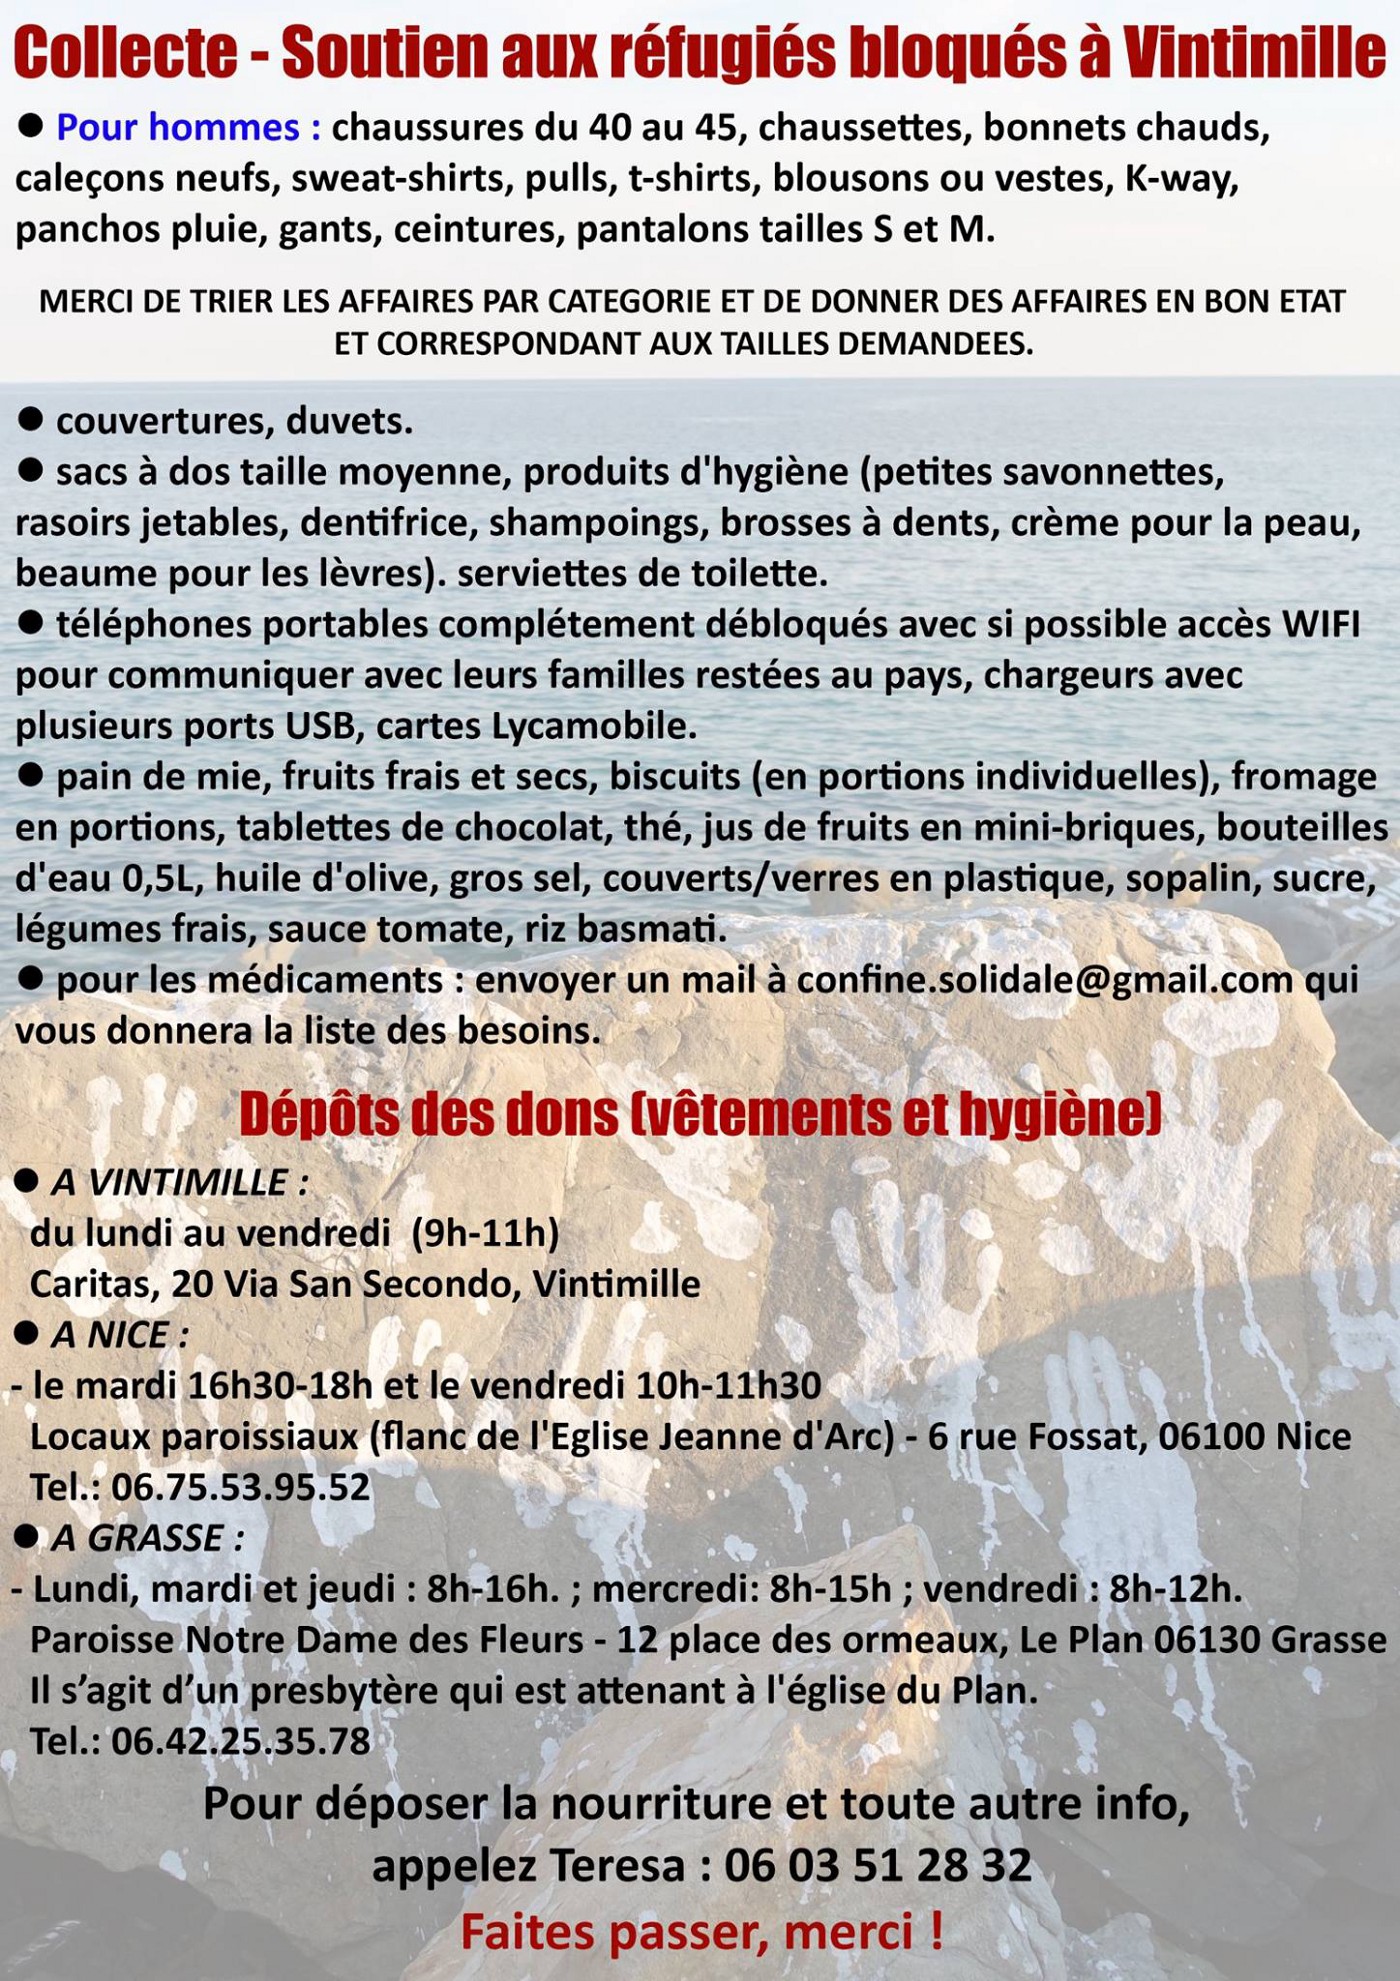 Collecte - Soutien aux réfugiés bloqués à Vintimille
● Pour hommes : chaussures du 40 au 45, chaussettes, bonnets chauds,
caleçons neufs, sweat-shirts, pulls, t-shirts, blousons ou vestes, K-way,
panchos pluie, gants, ceintures, pantalons tailles S et M.
MERCI DE TRIER LES AFFAIRES PAR CATEGORIE ET DE DONNER DES AFFAIRES EN BON ETAT
ET CORRESPONDANT AUX TAILLES DEMANDEES.
● couvertures, duvets.
● sacs à dos taille moyenne, produits d'hygiène (petites savonnettes,
rasoirs jetables, dentifrice, shampoings, brosses à dents, crème pour la peau,
beaume pour les lèvres). serviettes de toilette.
● téléphones portables complétement débloqués avec si possible accès WIFI
pour communiquer avec leurs familles restées au pays, chargeurs avec
plusieurs ports USB, cartes Lycamobile.
● pain de mie, fruits frais et secs, biscuits (en portions individuelles), fromage
en portions, tablettes de chocolat, thé, jus de fruits en mini-briques, bouteilles
d'eau 0,5L, huile d'olive, gros sel, couverts/verres en plastique, sopalin, sucre,
légumes frais, sauce tomate, riz basmati.
● pour les médicaments : envoyer un mail à confine.solidale@gmail.com qui
vous donnera la liste des besoins.
Dépôts des dons (vêtements et hygiène)
● A VINTIMILLE :
du lundi au vendredi (9h-11h)
Caritas, 20 Via San Secondo, Vintimille
● A NICE :
- le mardi 16h30-18h et le vendredi 10h-11h30
Locaux paroissiaux (flanc de l'Eglise Jeanne d'Arc) - 6 rue Fossat, 06100 Nice
Tel.: 06.75.53.95.52
● A GRASSE :
- Lundi, mardi et jeudi : 8h-16h. ; mercredi: 8h-15h ; vendredi : 8h-12h.
Paroisse Notre Dame des Fleurs - 12 place des ormeaux, Le Plan 06130 Grasse
Il s’agit d’un presbytère qui est attenant à l'église du Plan.
Tel.: 06.42.25.35.78
Pour déposer la nourriture et toute autre info,
appelez Teresa : 06 03 51 28 32
Faites passer, merci !